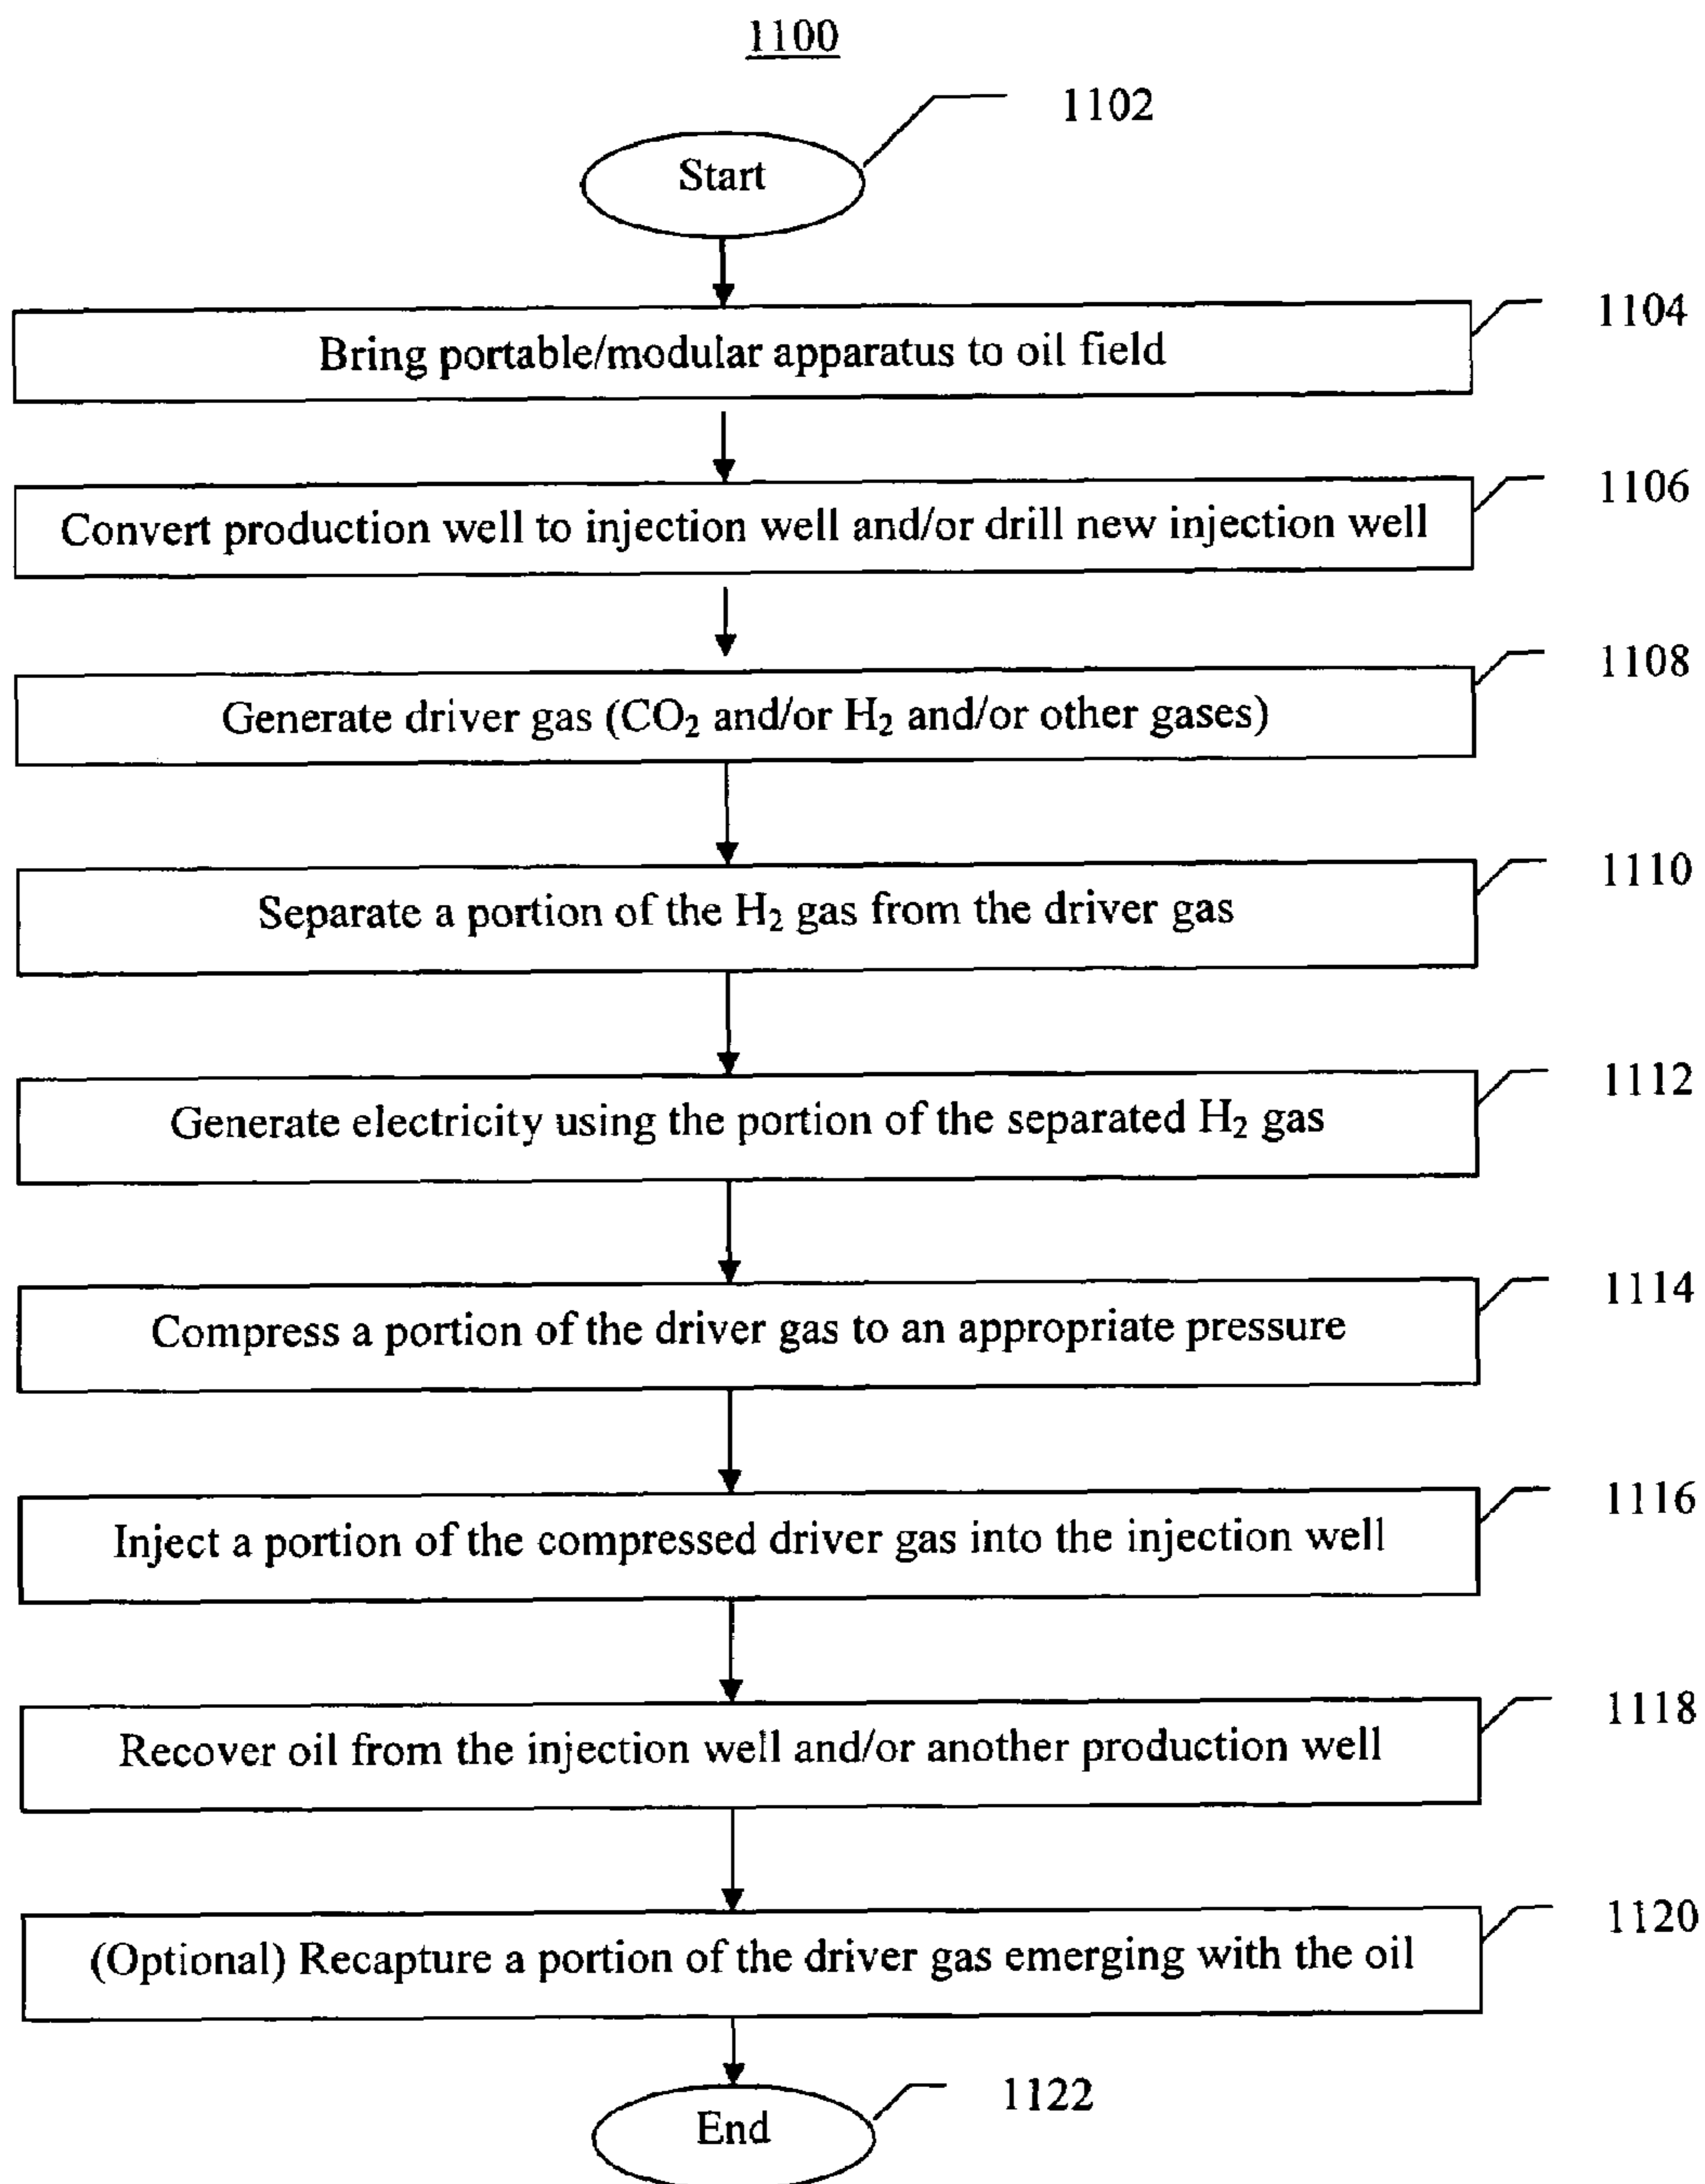 1100
1102
Start
1104
Bring portable/modular apparatus to oil field
1106
Convert production well to injection well and/or drill new injection well
1108
Generate driver gas (CO₂ and/or H₂ and/or other gases)
1110
Separate a portion of the H₂ gas from the driver gas
1112
Generate electricity using the portion of the separated H₂ gas
1114
Compress a portion of the driver gas to an appropriate pressure
1116
Inject a portion of the compressed driver gas into the injection well
1118
Recover oil from the injection well and/or another production well
1120
(Optional) Recapture a portion of the driver gas emerging with the oil
1122
End